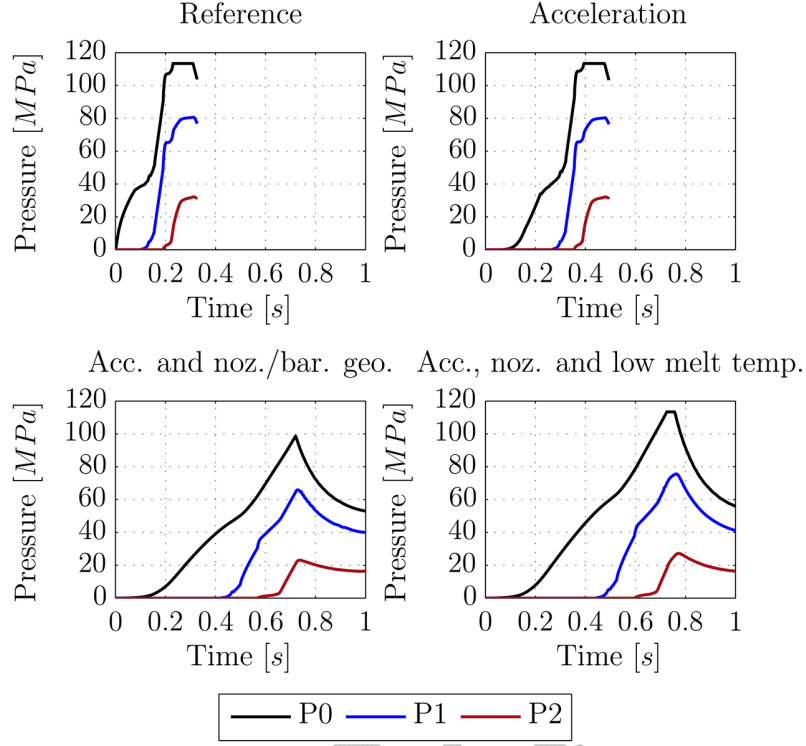 Reference
Acceleration
Pressure [MPa]
120
100
80
60
40
20
0
0 0.2 0.4 0.6 0.8 1
Time [s]
Pressure [MPa]
120
100
80
60
40
20
0
0 0.2 0.4 0.6 0.8 1
Time [s]
Acc. and noz./bar. geo.
Acc., noz. and low melt temp.
Pressure [MPa]
120
100
80
60
40
20
0
0 0.2 0.4 0.6 0.8 1
Time [s]
Pressure [MPa]
120
100
80
60
40
20
0
0 0.2 0.4 0.6 0.8 1
Time [s]
P0 P1 P2